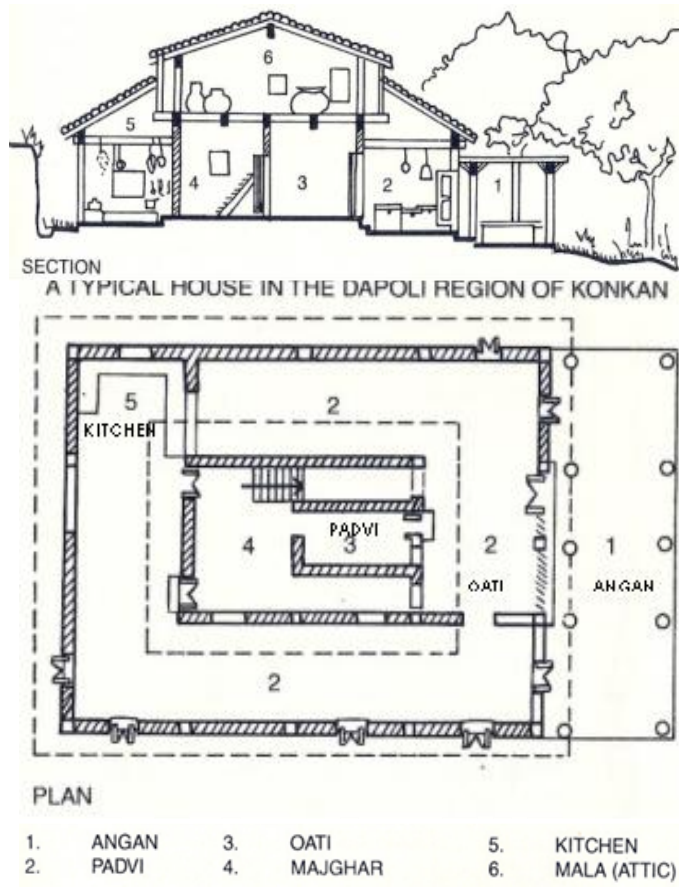 6
5
4
3
2
1
SECTION
A TYPICAL HOUSE IN THE DAPOLI REGION OF KONKAN
5
KITCHEN
2
PADVI
4
3
2
1
OATI
ANGAN
2
PLAN
1. ANGAN 3. OATI 5. KITCHEN
2. PADVI 4. MAJGHAR 6. MALA (ATTIC)